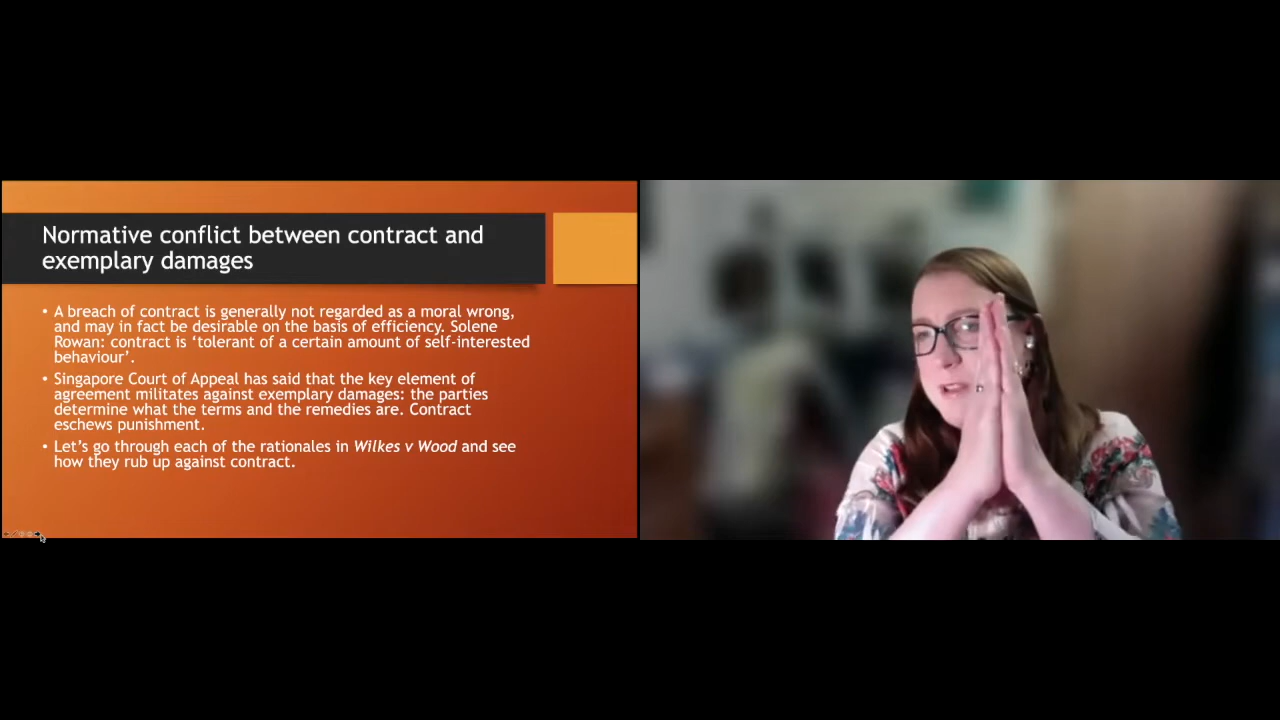 Normative conflict between contract and
exemplary damages
• A breach of contract is generally not regarded as a moral wrong,
and may in fact be desirable on the basis of efficiency. Solene
Rowan: contract is ‘tolerant of a certain amount of self-interested
behaviour’.
• Singapore Court of Appeal has said that the key element of
agreement militates against exemplary damages: the parties
determine what the terms and the remedies are. Contract
eschews punishment.
• Let’s go through each of the rationales in Wilkes v Wood and see
how they rub up against contract.